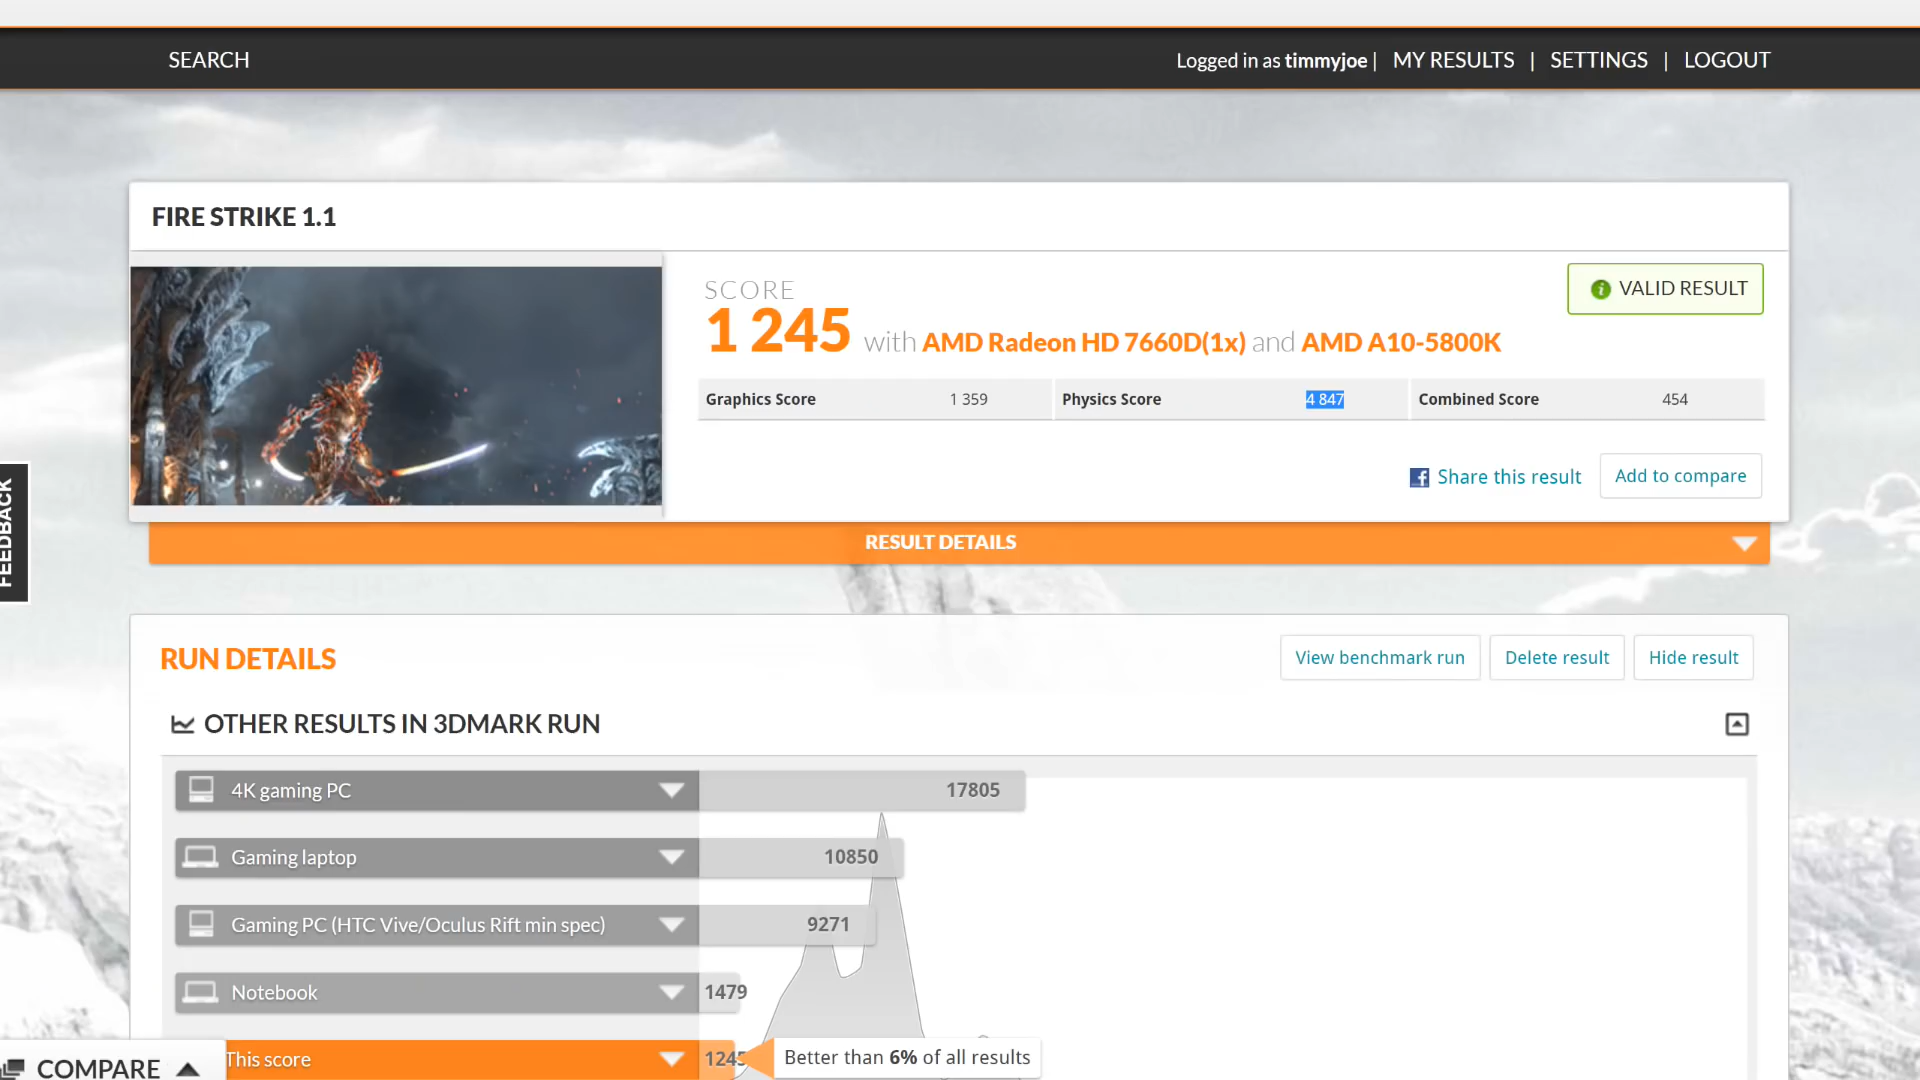 SEARCH
Logged in as timmyjoe | MY RESULTS | SETTINGS | LOGOUT
FIRE STRIKE 1.1
VALID RESULT
SCORE
1 245 with AMD Radeon HD 7660D(1x) and AMD A10-5800K
Graphics Score 1 359 Physics Score 4 847 Combined Score 454
Share this result Add to compare
FEEDBACK
RESULT DETAILS
RUN DETAILS View benchmark run Delete result Hide result
OTHER RESULTS IN 3DMARK RUN
4K gaming PC 17805
Gaming laptop 10850
Gaming PC (HTC Vive/Oculus Rift min spec) 9271
Notebook 1479
This score 1245 Better than 6% of all results
COMPARE